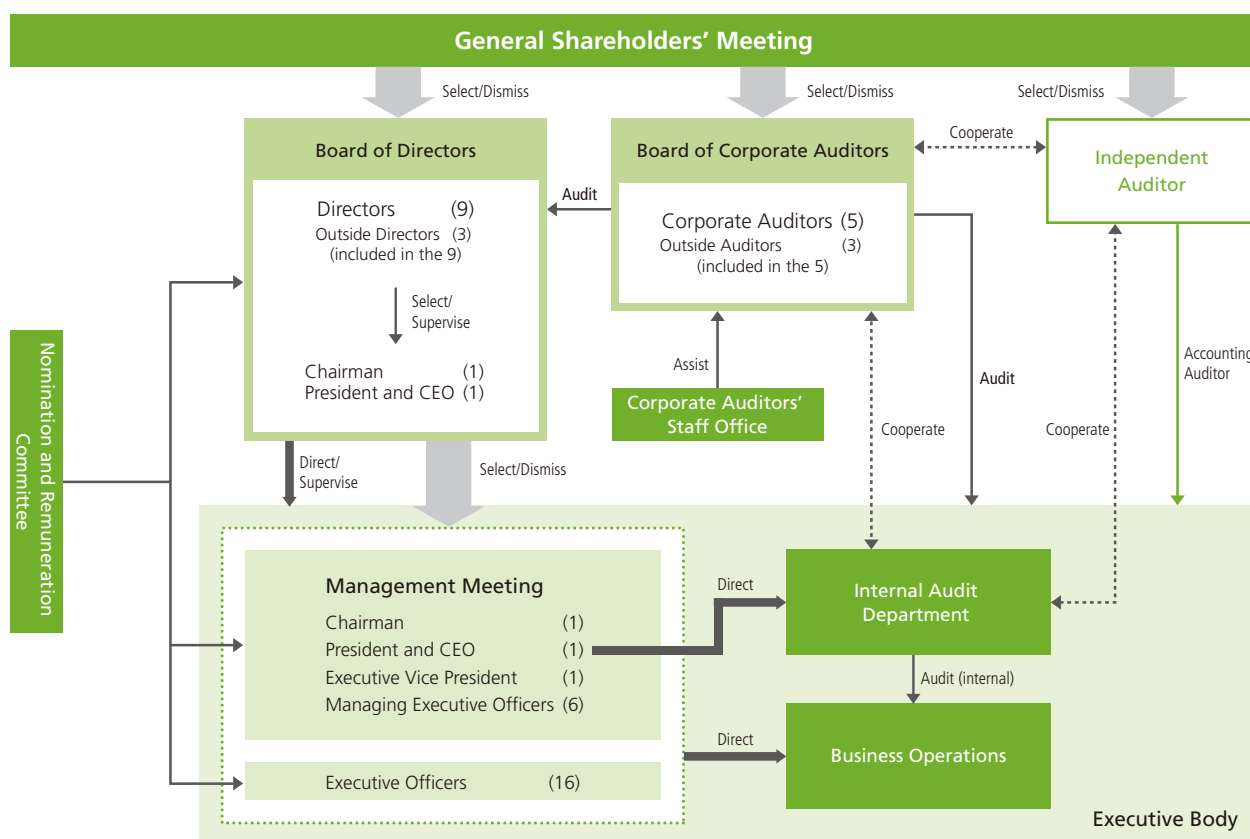 General Shareholders’ Meeting
Select/Dismiss
Select/Dismiss
Select/Dismiss
Board of Directors
Directors (9)
Outside Directors (3)
(included in the 9)
Select/
Supervise
Chairman (1)
President and CEO (1)
Audit
Board of Corporate Auditors
Corporate Auditors (5)
Outside Auditors (3)
(included in the 5)
Cooperate
Independent
Auditor
Assist
Corporate Auditors’
Staff Office
Cooperate
Audit
Cooperate
Accounting
Auditor
Nomination and Remuneration
Committee
Direct/
Supervise
Select/Dismiss
Management Meeting
Chairman (1)
President and CEO (1)
Executive Vice President (1)
Managing Executive Officers (6)
Executive Officers (16)
Direct
Internal Audit
Department
Audit (internal)
Direct
Business Operations
Executive Body